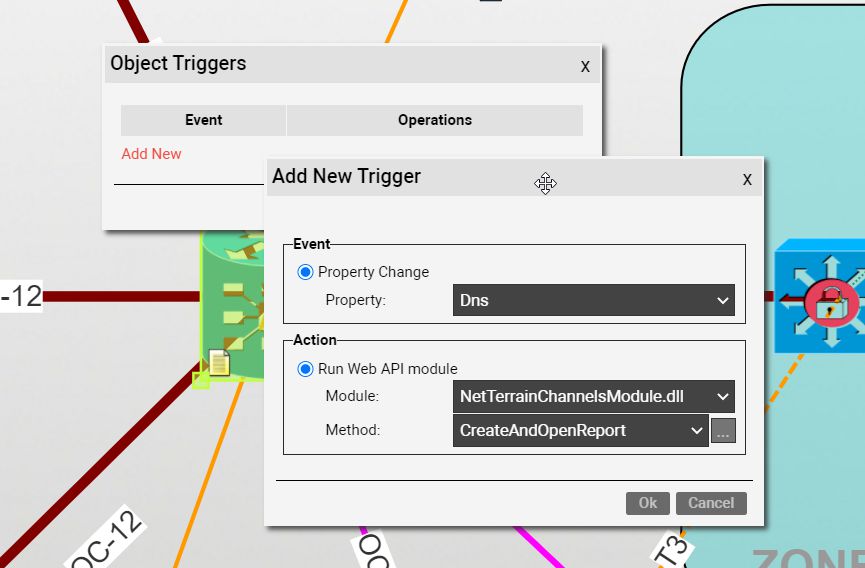 Object Triggers
X
Event
Operations
Add New
Add New Trigger
X
Event
Property Change
Property:
Dns
Action
Run Web API module
Module:
NetTerrainChannelsModule.dll
Method:
CreateAndOpenReport
...
Ok
Cancel
-12
OC-12
OC
T3
ZONE